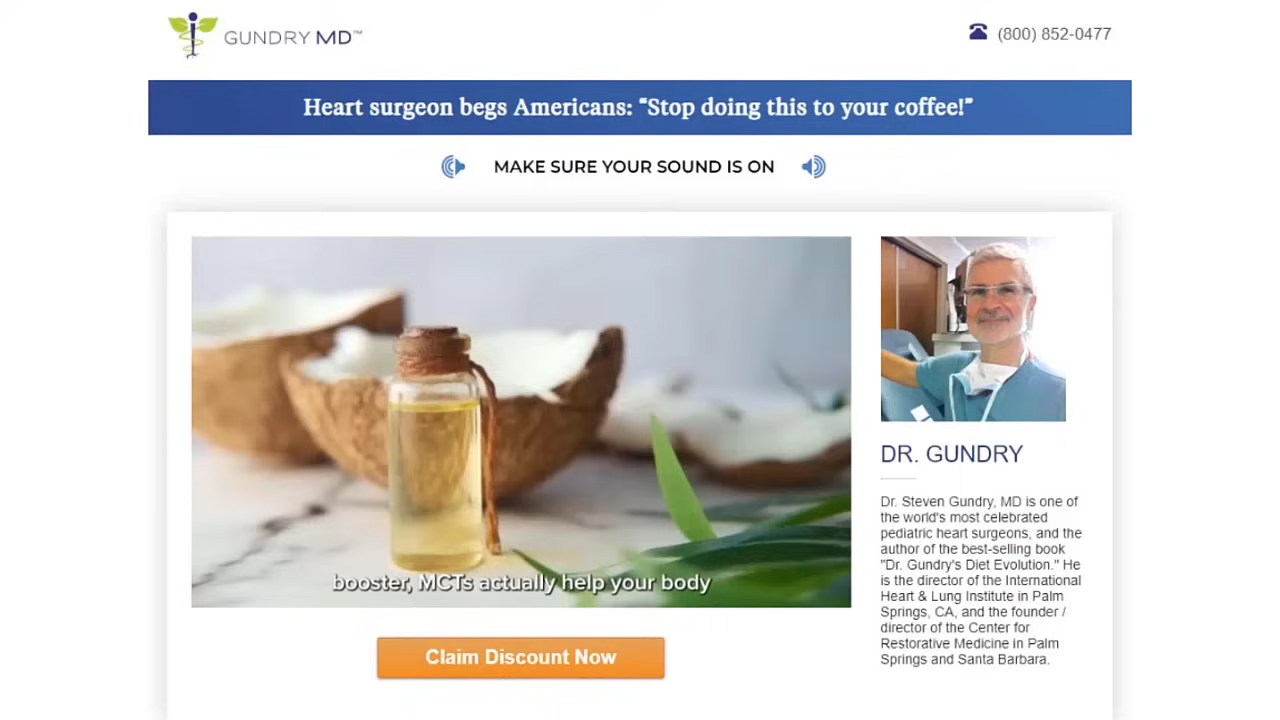 GUNDRY MD™
(800) 852-0477
Heart surgeon begs Americans: “Stop doing this to your coffee!”
MAKE SURE YOUR SOUND IS ON
booster, MCTs actually help your body
Claim Discount Now
DR. GUNDRY
Dr. Steven Gundry, MD is one of
the world's most celebrated
pediatric heart surgeons, and the
author of the best-selling book
"Dr. Gundry's Diet Evolution." He
is the director of the International
Heart & Lung Institute in Palm
Springs, CA, and the founder /
director of the Center for
Restorative Medicine in Palm
Springs and Santa Barbara.